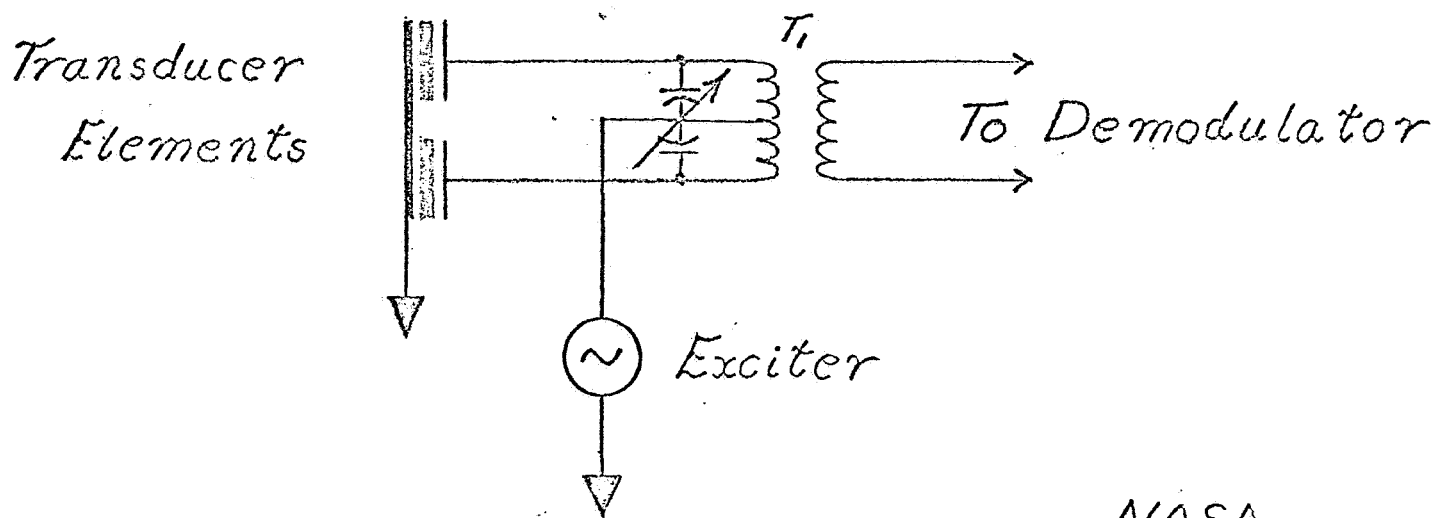 T₁
Transducer
Elements
To Demodulator
Exciter
NASA